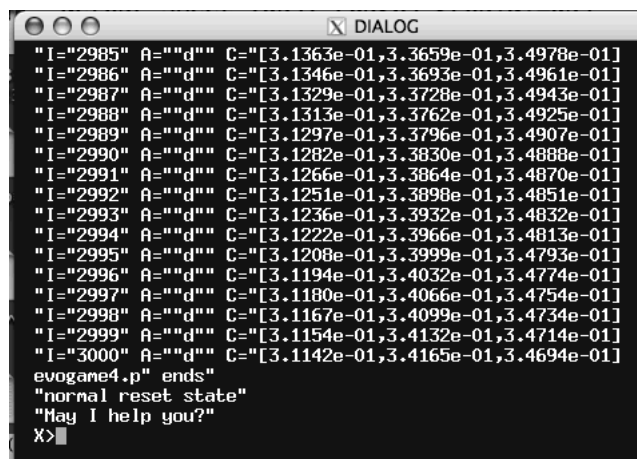 X DIALOG
"I="2985" A=""d"" C="[3.1363e-01,3.3659e-01,3.4978e-01]
"I="2986" A=""d"" C="[3.1346e-01,3.3693e-01,3.4961e-01]
"I="2987" A=""d"" C="[3.1329e-01,3.3728e-01,3.4943e-01]
"I="2988" A=""d"" C="[3.1313e-01,3.3762e-01,3.4925e-01]
"I="2989" A=""d"" C="[3.1297e-01,3.3796e-01,3.4907e-01]
"I="2990" A=""d"" C="[3.1282e-01,3.3830e-01,3.4888e-01]
"I="2991" A=""d"" C="[3.1266e-01,3.3864e-01,3.4870e-01]
"I="2992" A=""d"" C="[3.1251e-01,3.3898e-01,3.4851e-01]
"I="2993" A=""d"" C="[3.1236e-01,3.3932e-01,3.4832e-01]
"I="2994" A=""d"" C="[3.1222e-01,3.3966e-01,3.4813e-01]
"I="2995" A=""d"" C="[3.1208e-01,3.3999e-01,3.4793e-01]
"I="2996" A=""d"" C="[3.1194e-01,3.4032e-01,3.4774e-01]
"I="2997" A=""d"" C="[3.1180e-01,3.4066e-01,3.4754e-01]
"I="2998" A=""d"" C="[3.1167e-01,3.4099e-01,3.4734e-01]
"I="2999" A=""d"" C="[3.1154e-01,3.4132e-01,3.4714e-01]
"I="3000" A=""d"" C="[3.1142e-01,3.4165e-01,3.4694e-01]
evogame4.p" ends"
"normal reset state"
"May I help you?"
X>